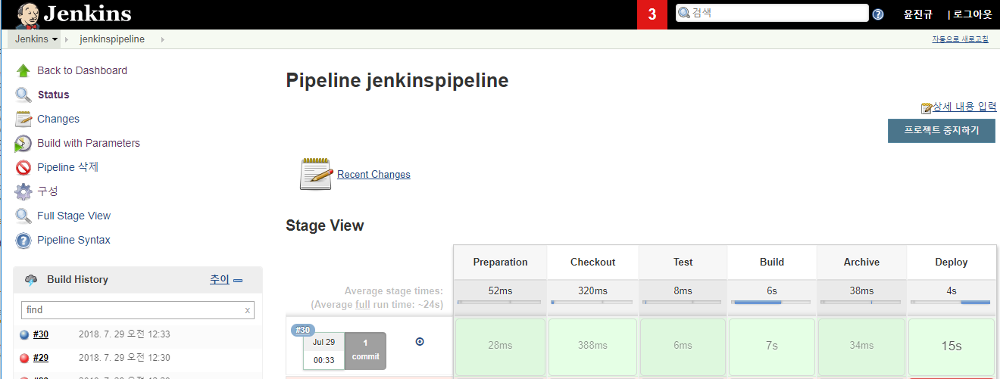 Jenkins
3
검색
윤진규
| 로그아웃
Jenkins
jenkinspipeline
자동으로 새로고침
Back to Dashboard
Status
Changes
Build with Parameters
Pipeline 삭제
구성
Full Stage View
Pipeline Syntax
Pipeline jenkinspipeline
상세 내용 입력
프로젝트 중지하기
Recent Changes
Stage View
Preparation Checkout Test Build Archive Deploy
Average stage times: 52ms 320ms 8ms 6s 38ms 4s
(Average full run time: ~24s)
#30
Jul 29
00:33
1
commit
28ms 388ms 6ms 7s 34ms 15s
Build History 추이
find x
#30 2018. 7. 29 오전 12:33
#29 2018. 7. 29 오전 12:30